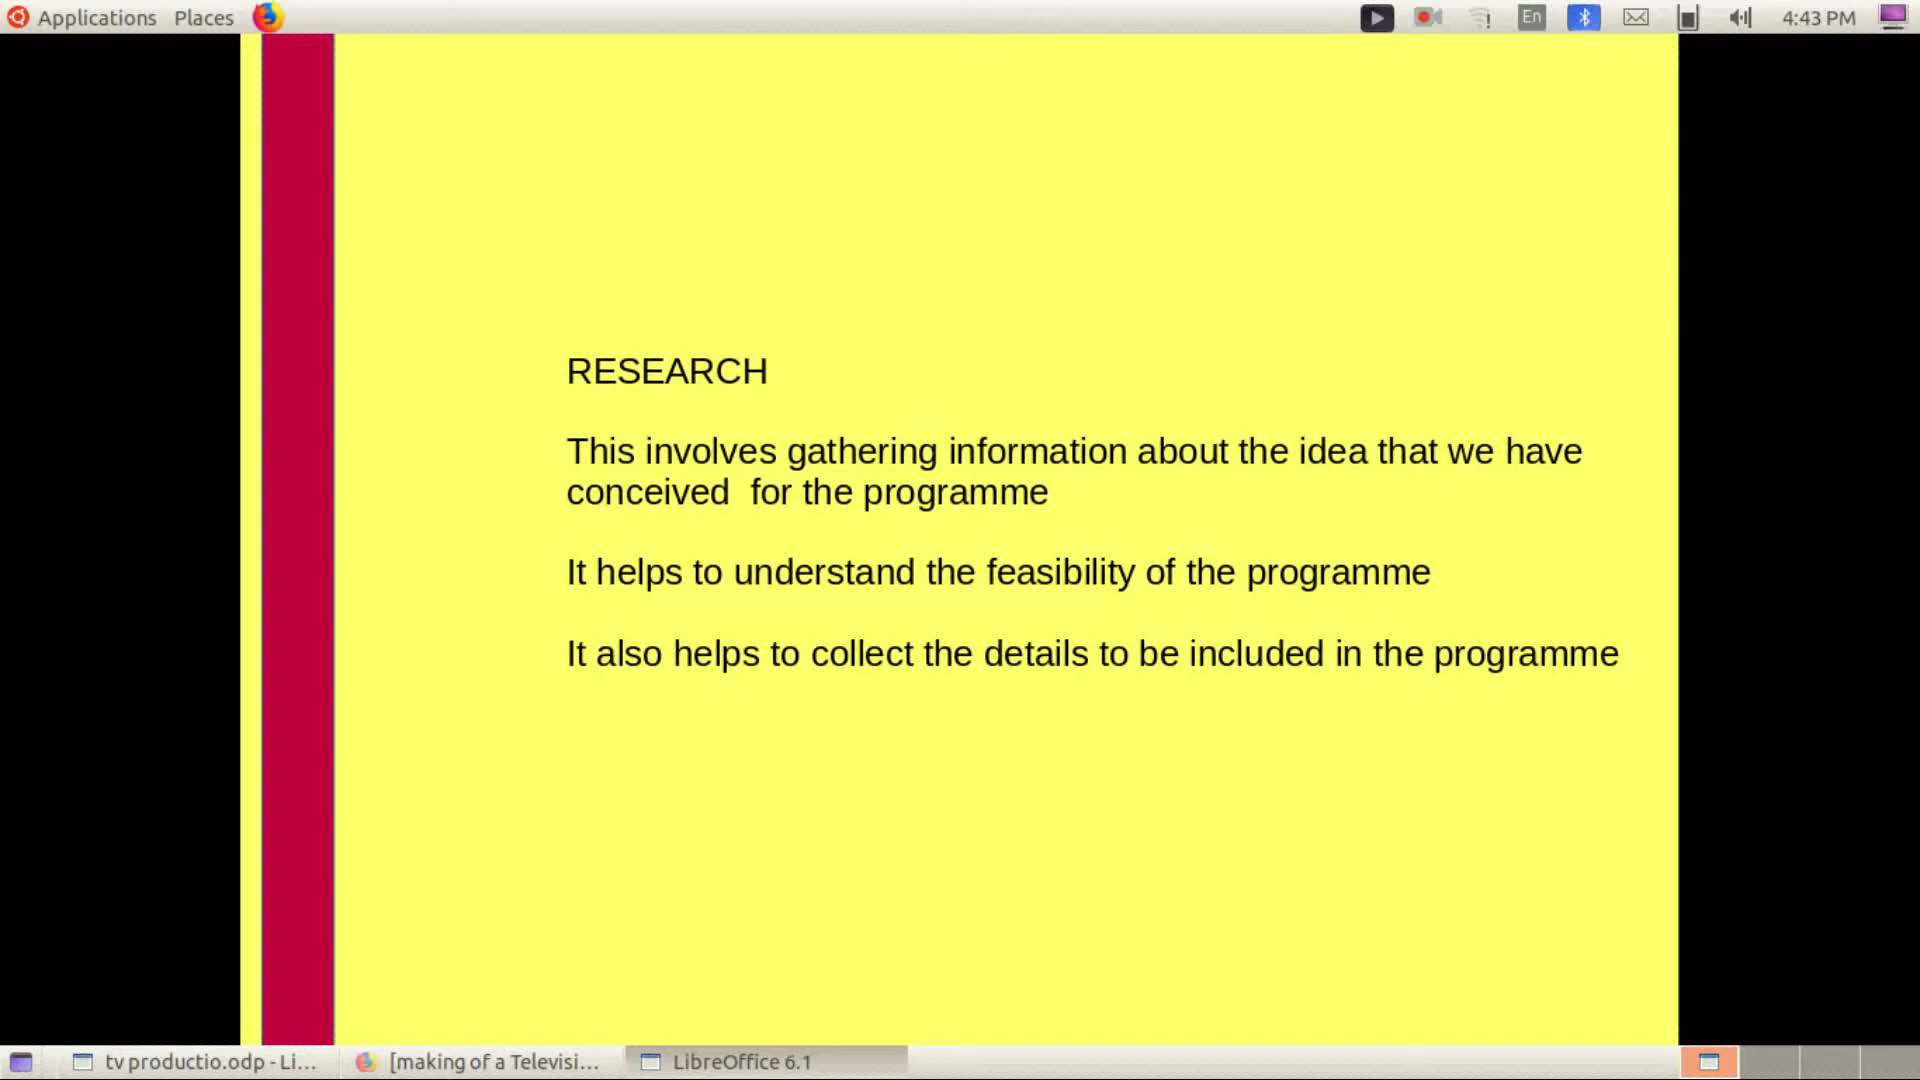 Applications Places En 4:43 PM
RESEARCH
This involves gathering information about the idea that we have
conceived  for the programme
It helps to understand the feasibility of the programme
It also helps to collect the details to be included in the programme
tv productio.odp - Li... [making of a Televisi... LibreOffice 6.1